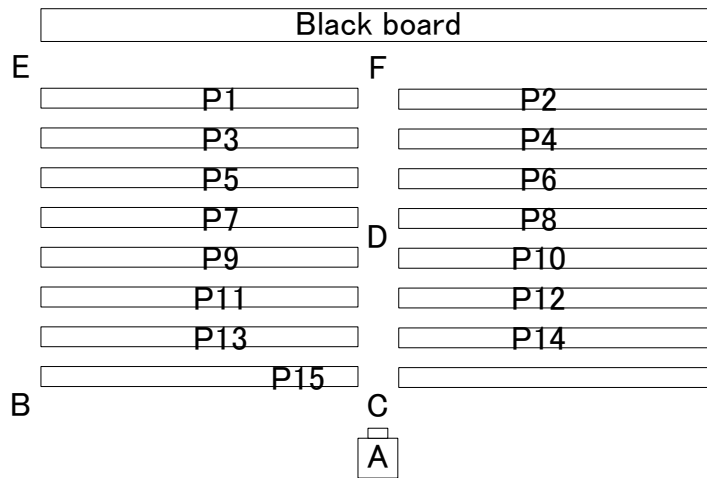 Black board
E F
P1 P2
P3 P4
P5 P6
P7 P8
D
P9 P10
P11 P12
P13 P14
P15
B C
A